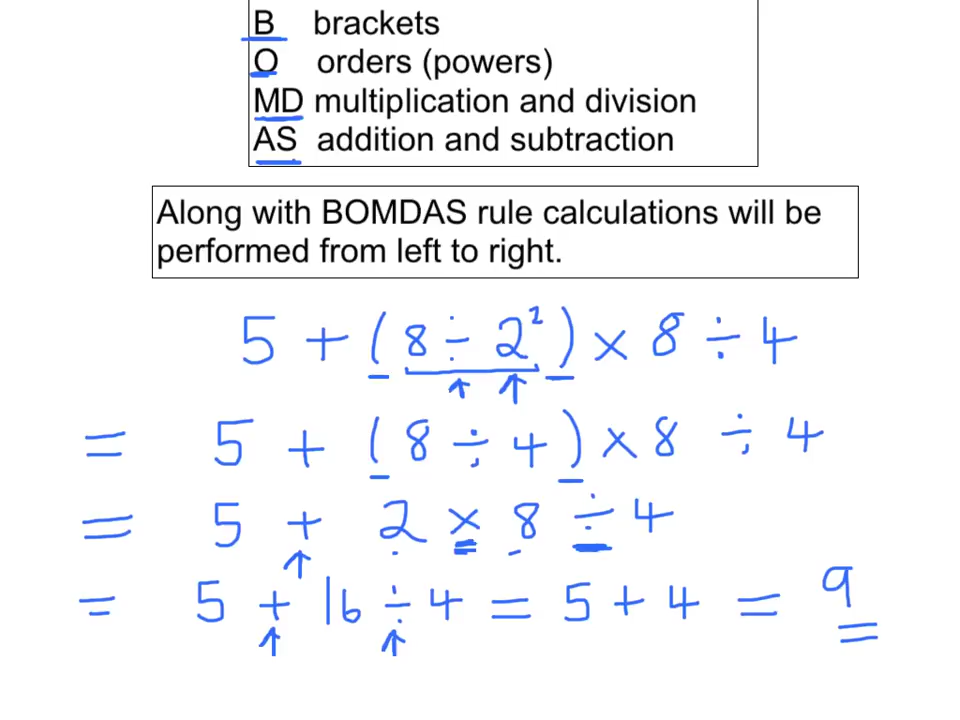 B brackets
O orders (powers)
MD multiplication and division
AS addition and subtraction
Along with BOMDAS rule calculations will be
performed from left to right.
5 + (8 ÷ 2²) × 8 ÷ 4
= 5 + (8 ÷ 4) × 8 ÷ 4
= 5 + 2 × 8 ÷ 4
= 5 + 16 ÷ 4 = 5 + 4 = 9